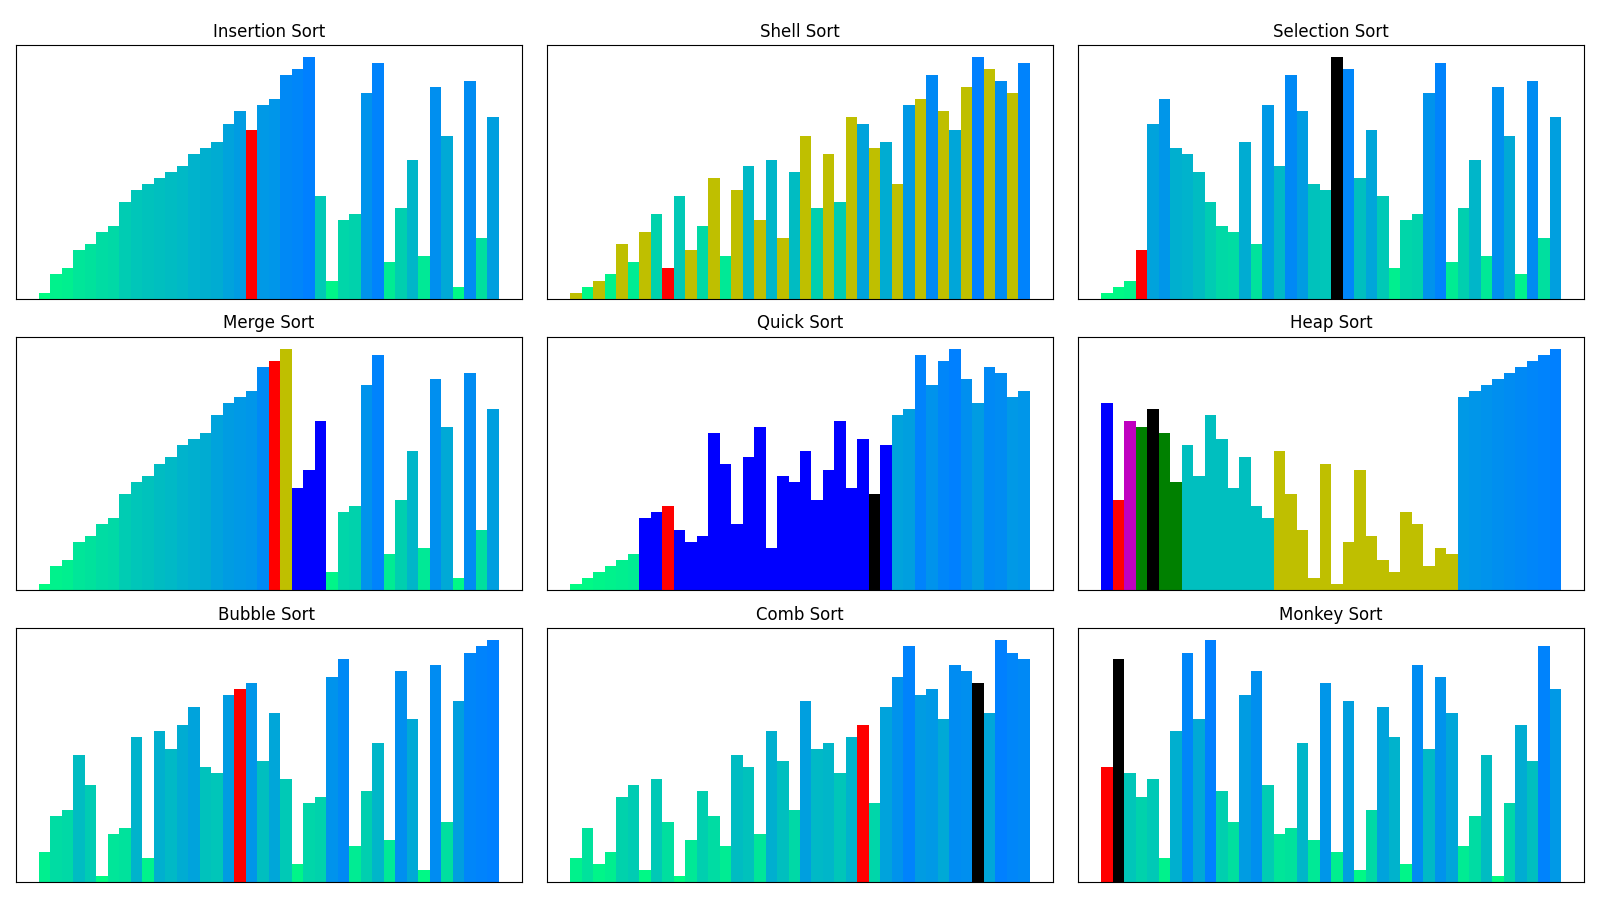 Insertion Sort
Shell Sort
Selection Sort
Merge Sort
Quick Sort
Heap Sort
Bubble Sort
Comb Sort
Monkey Sort